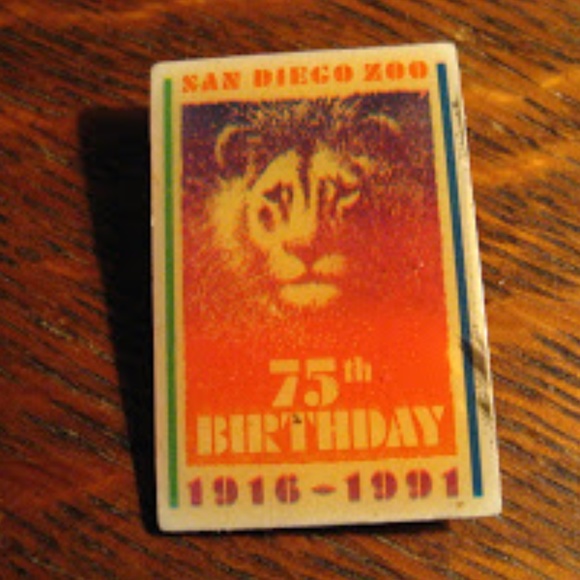 SAN DIEGO ZOO
75th
BIRTHDAY
1916-1991